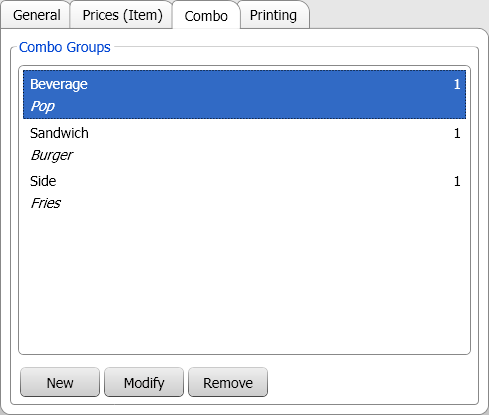 General Prices (Item) Combo Printing
Combo Groups
Beverage 1
Pop
Sandwich 1
Burger
Side 1
Fries
New Modify Remove